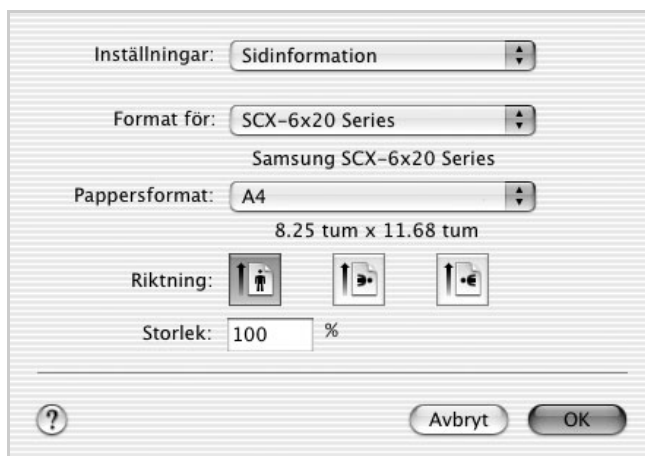 Inställningar: Sidinformation
Format för: SCX-6x20 Series
Samsung SCX-6x20 Series
Pappersformat: A4
8.25 tum x 11.68 tum
Riktning:
Storlek: 100 %
? Avbryt OK